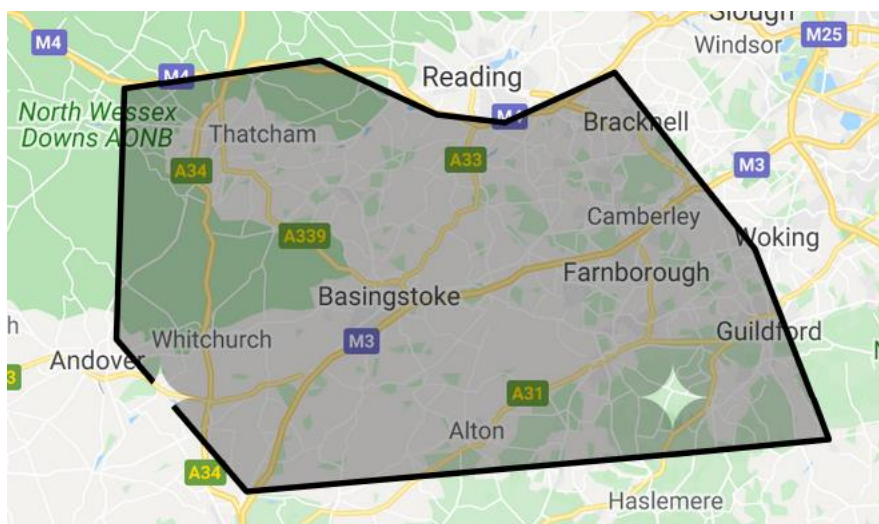 Slough
M4
M25
Windsor
M4
Reading
North Wessex
Downs AONB
Thatcham
M4
Bracknell
A34
A33
M3
Camberley
A339
Woking
Farnborough
Basingstoke
h
Whitchurch
M3
Guildford
Andover
3
A31
Alton
A34
Haslemere